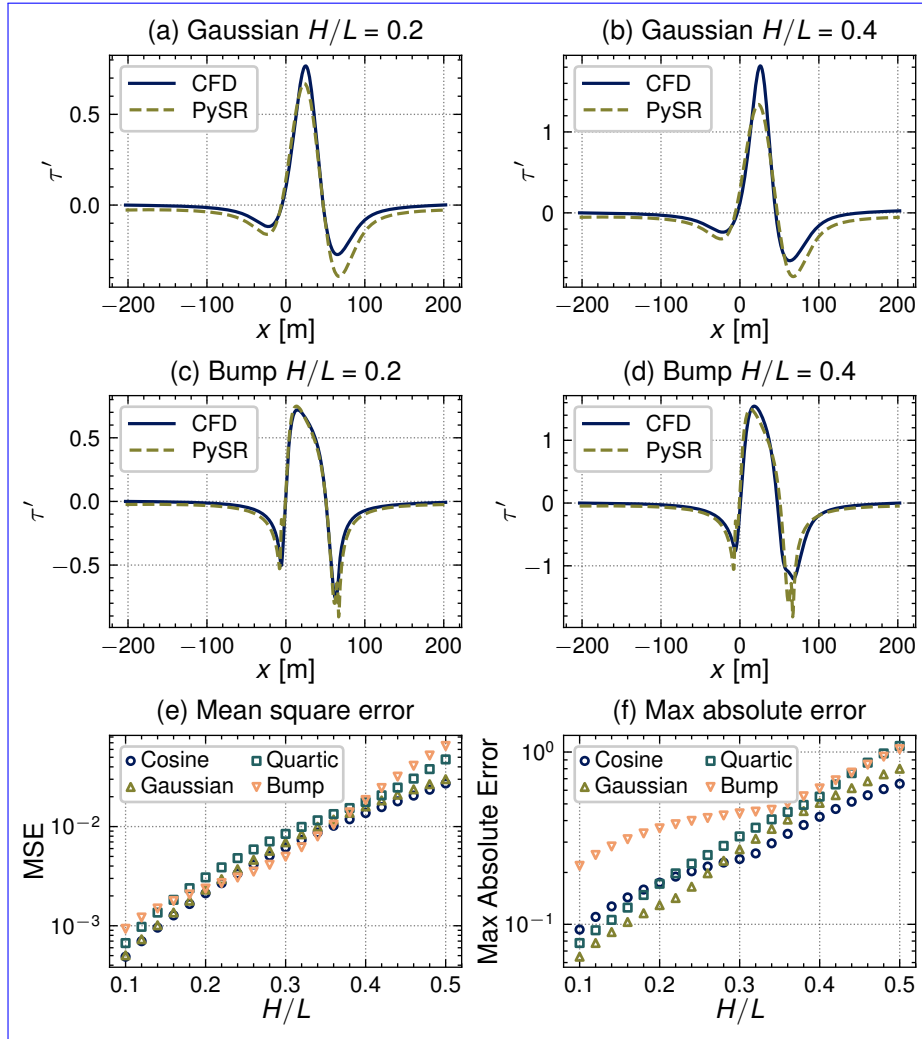 (a) Gaussian H/L = 0.2
(b) Gaussian H/L = 0.4
CFD
PySR
CFD
PySR
0.5
0.0
1
0
τ′
τ′
−200 −100 0 100 200
−200 −100 0 100 200
x [m]
x [m]
(c) Bump H/L = 0.2
(d) Bump H/L = 0.4
CFD
PySR
CFD
PySR
0.5
0.0
−0.5
1
0
−1
τ′
τ′
−200 −100 0 100 200
−200 −100 0 100 200
x [m]
x [m]
(e) Mean square error
(f) Max absolute error
Cosine Quartic
Gaussian Bump
Cosine Quartic
Gaussian Bump
10⁻²
10⁻³
10⁰
10⁻¹
MSE
Max Absolute Error
0.1 0.2 0.3 0.4 0.5
0.1 0.2 0.3 0.4 0.5
H/L
H/L